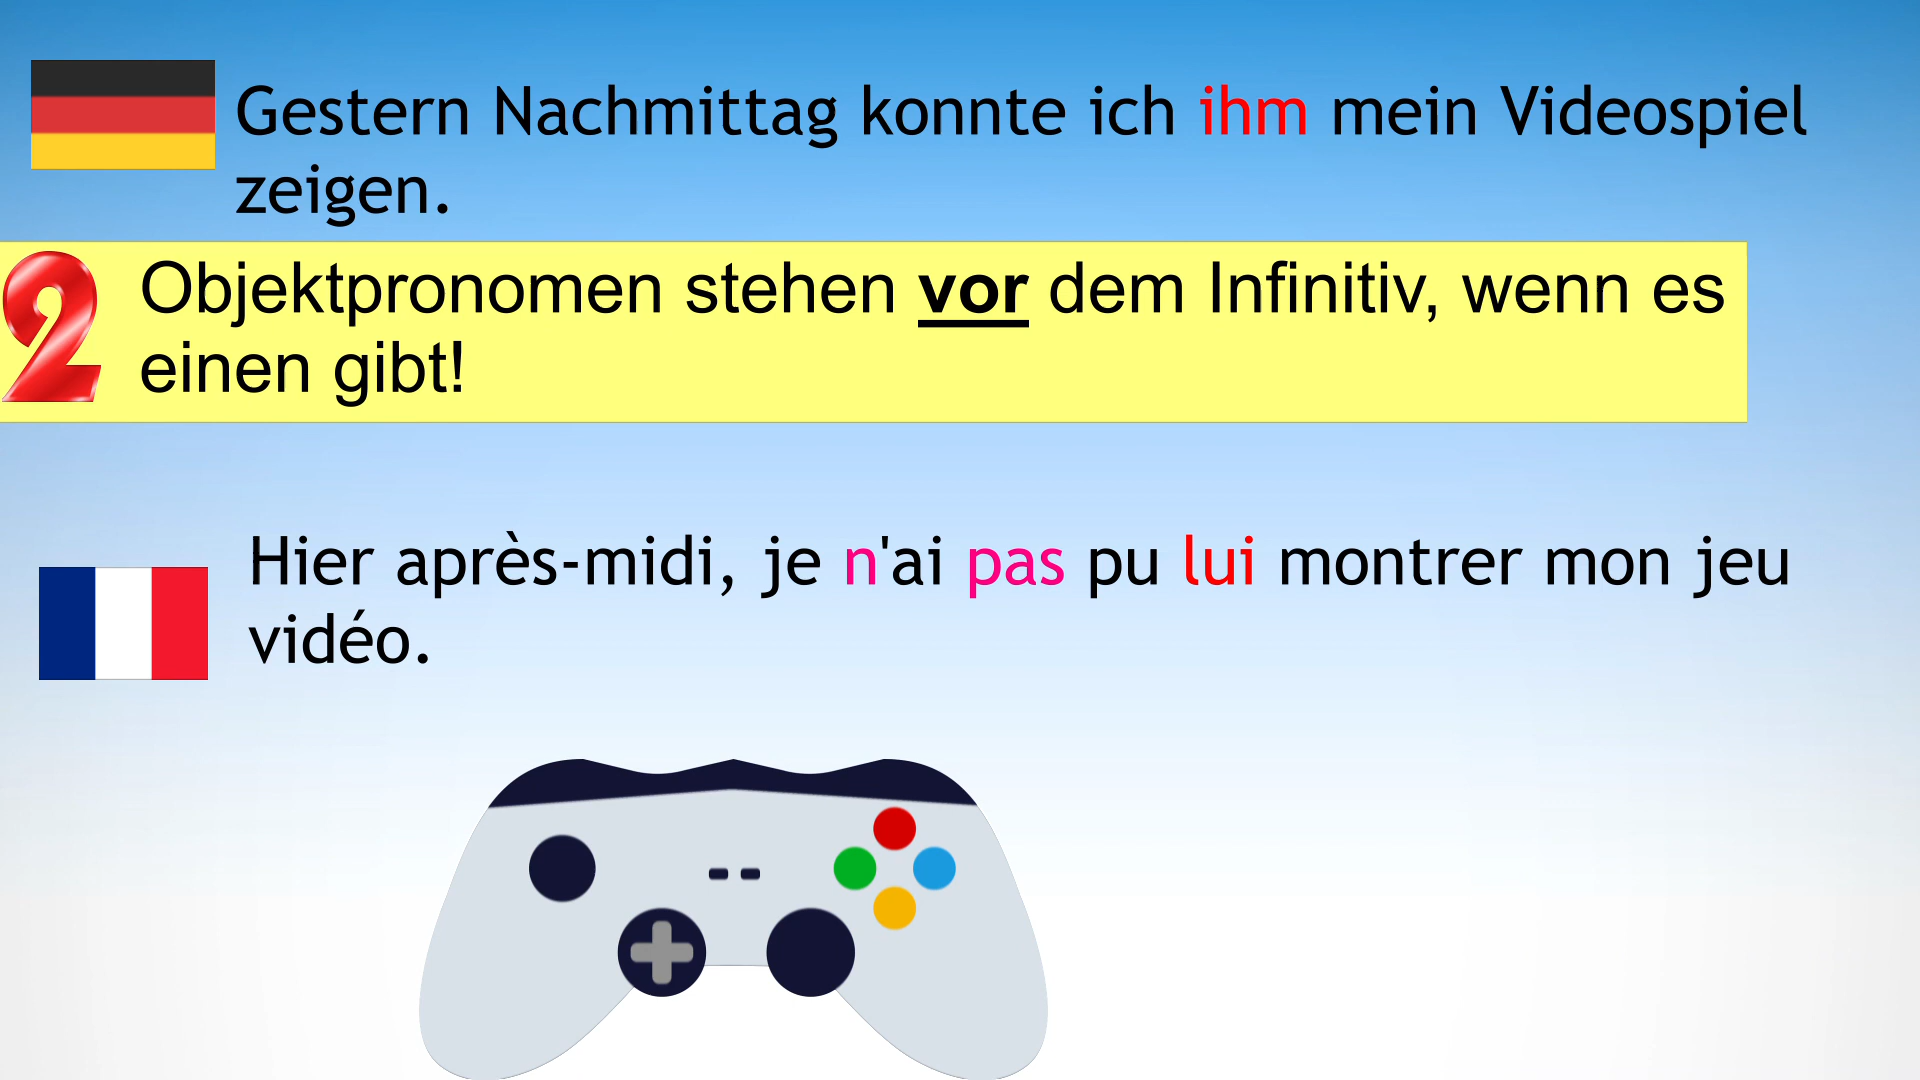 Gestern Nachmittag konnte ich ihm mein Videospiel
zeigen.
2
Objektpronomen stehen vor dem Infinitiv, wenn es
einen gibt!
Hier après-midi, je n'ai pas pu lui montrer mon jeu
vidéo.